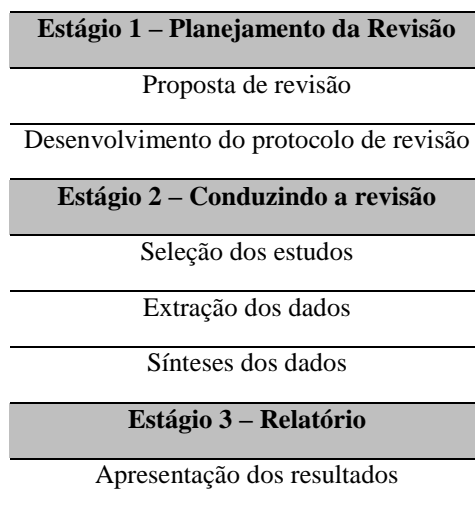 Estágio 1 – Planejamento da Revisão
Proposta de revisão
Desenvolvimento do protocolo de revisão
Estágio 2 – Conduzindo a revisão
Seleção dos estudos
Extração dos dados
Sínteses dos dados
Estágio 3 – Relatório
Apresentação dos resultados